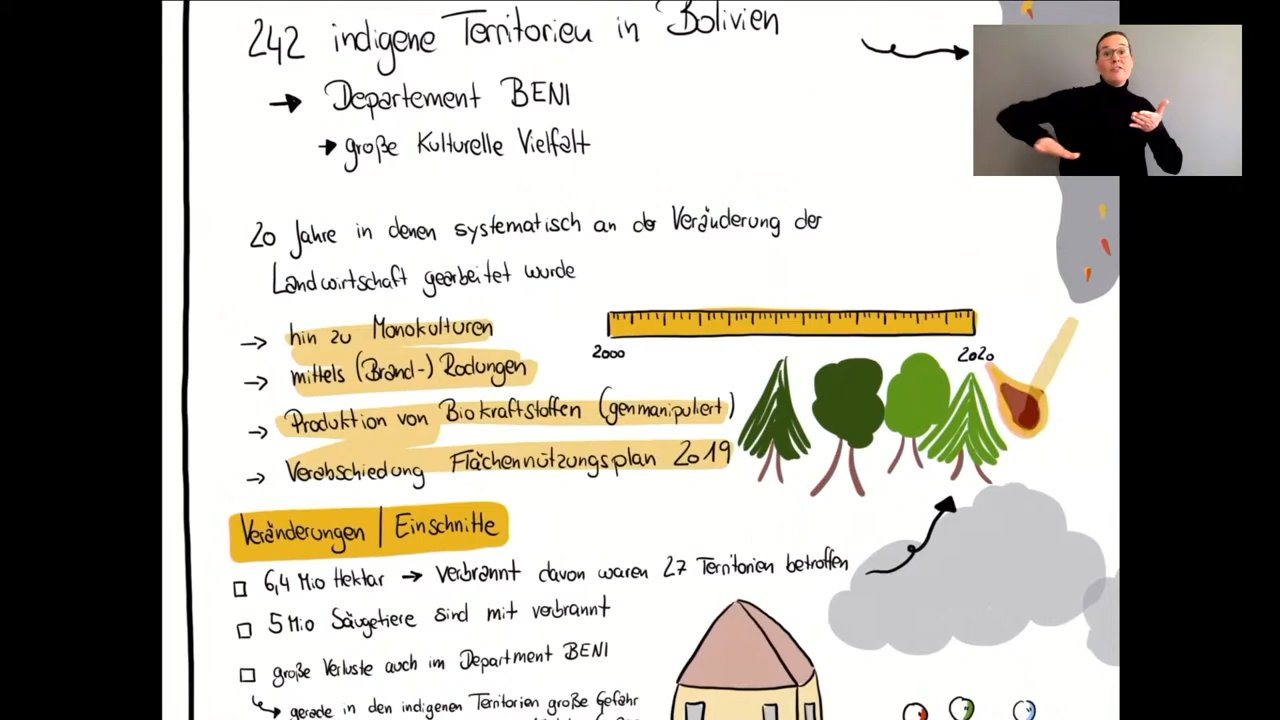 242 indigene Territorien in Bolivien
→ Departement BENI
→ große Kulturelle Vielfalt
20 Jahre in denen systematisch an de Veränderung der
Landwirtschaft gearbeitet wurde
→ hin zu Monokulturen
→ mittels (Brand-) Rodungen
→ Produktion von Biokraftstoffen (genmanipuliert)
→ Verabschiedung Flächennützungsplan 2019
2000
2020
Veränderungen | Einschnitte
□ 6,4 Mio Hektar → verbrannt davon waren 27 Territorien betroffen
□ 5 Mio Säugetiere sind mit verbrannt
□ große Verluste auch im Department BENI
gerade in den indigenen Territorien große Gefahr